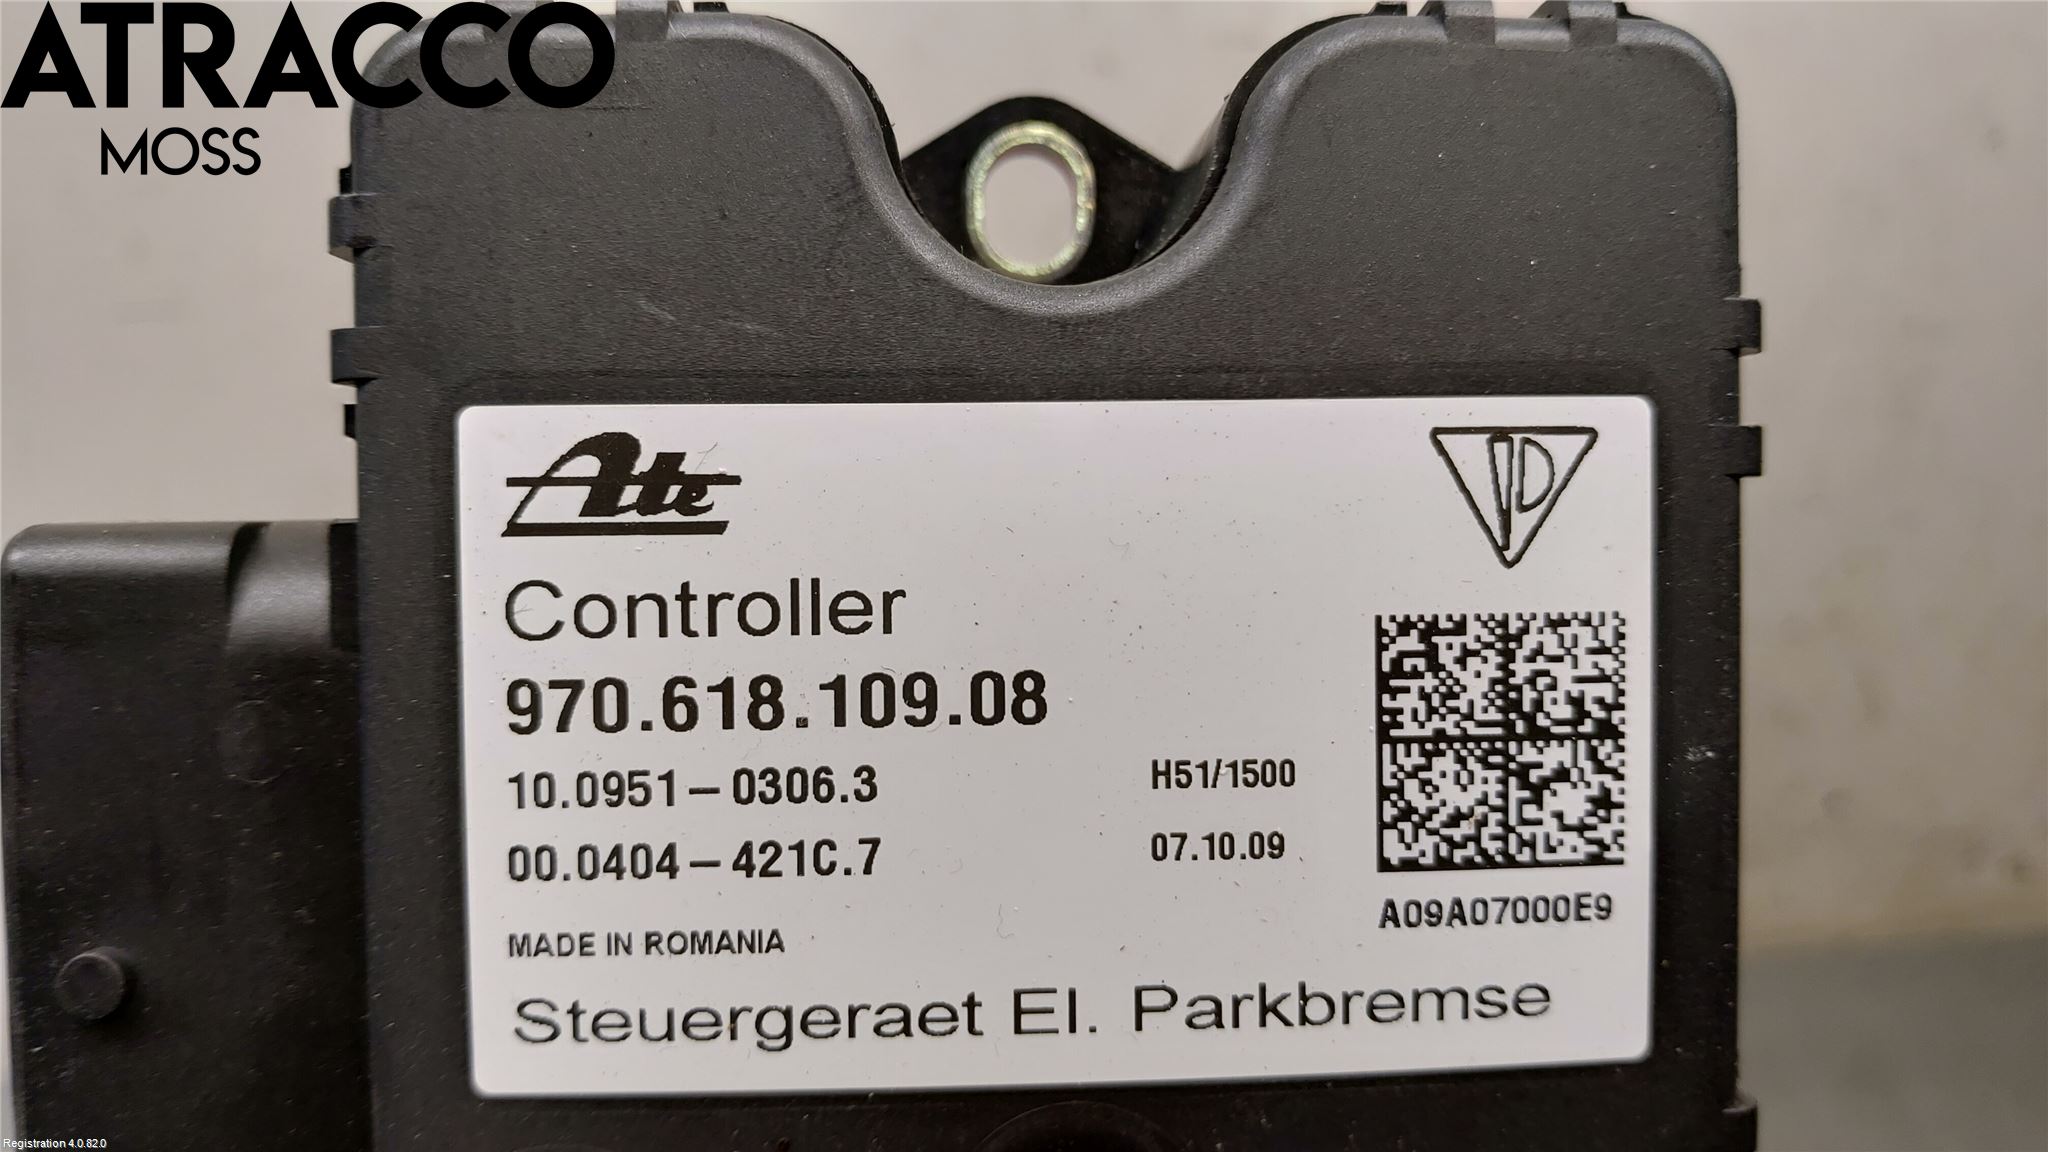 ATRACCO
MOSS
Ate
Controller
970.618.109.08
10.0951-0306.3
H51/1500
00.0404-421C.7
07.10.09
A09A07000E9
MADE IN ROMANIA
Steuergeraet El. Parkbremse
Registration 4.0.82.0